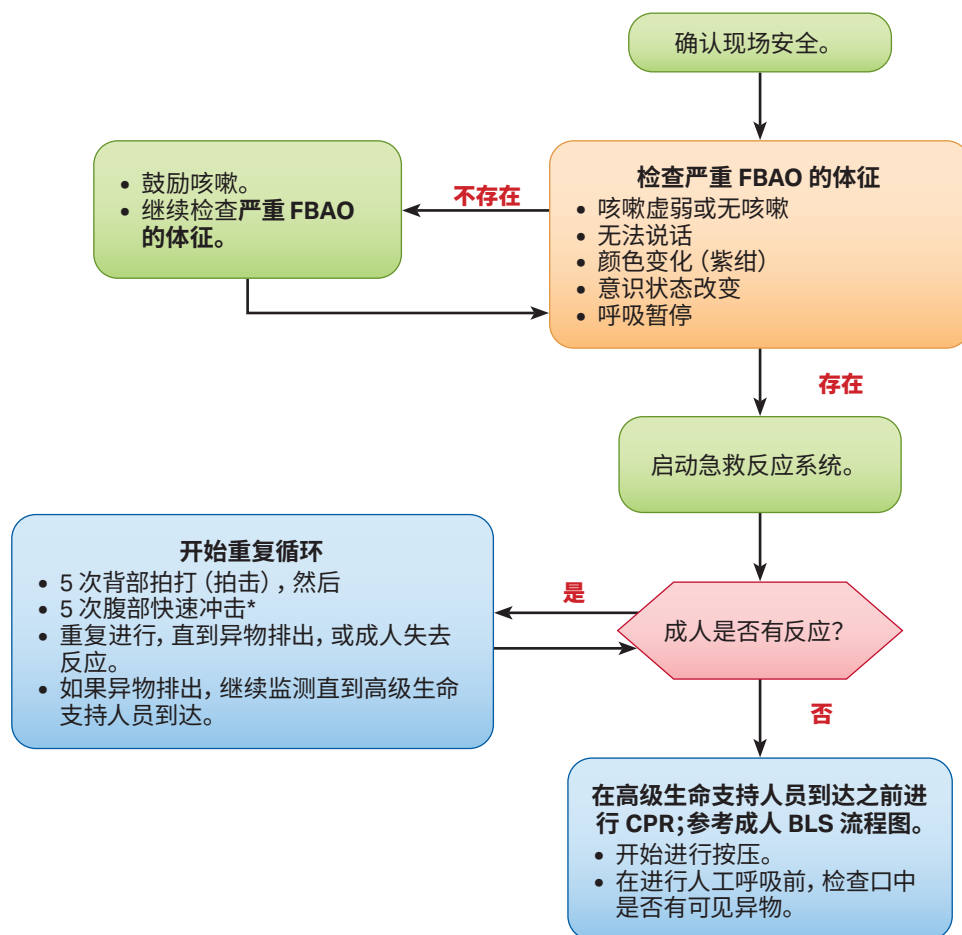 确认现场安全。
检查严重 FBAO 的体征
• 咳嗽虚弱或无咳嗽
• 无法说话
• 颜色变化（紫绀）
• 意识状态改变
• 呼吸暂停
不存在
• 鼓励咳嗽。
• 继续检查严重 FBAO
的体征。
存在
启动急救反应系统。
成人是否有反应？
是
开始重复循环
• 5 次背部拍打（拍击），然后
• 5 次腹部快速冲击*
• 重复进行，直到异物排出，或成人失去
反应。
• 如果异物排出，继续监测直到高级生命
支持人员到达。
否
在高级生命支持人员到达之前进
行 CPR；参考成人 BLS 流程图。
• 开始进行按压。
• 在进行人工呼吸前，检查口中
是否有可见异物。